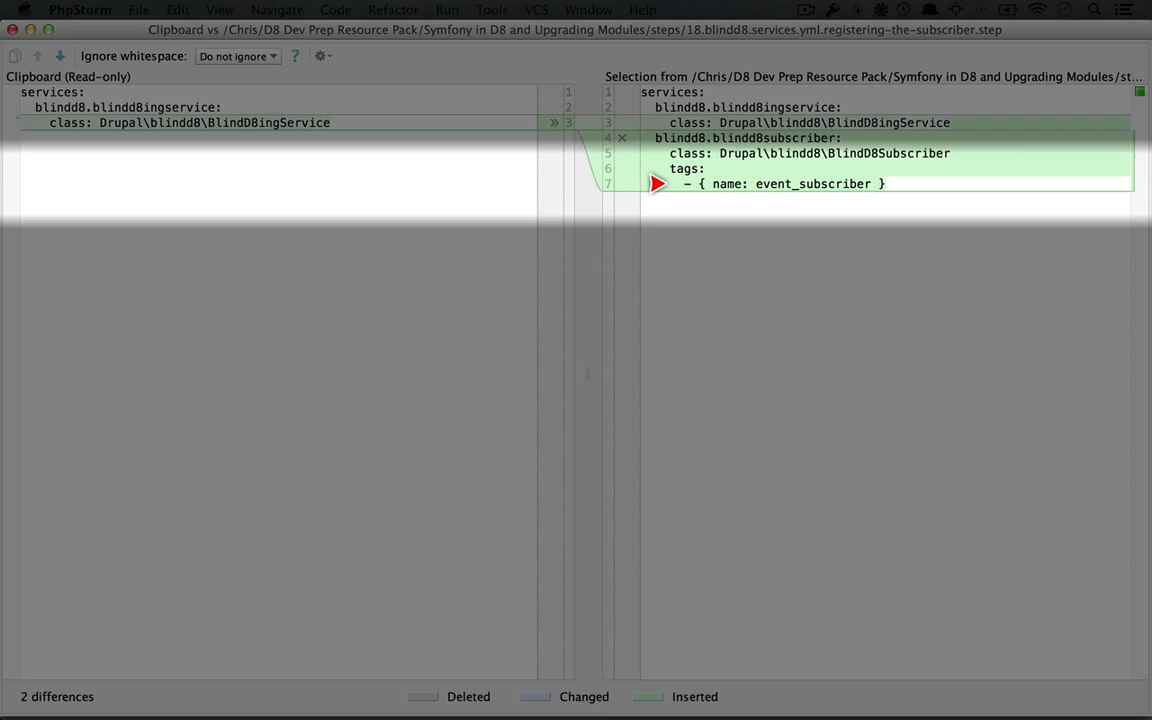 PhpStorm File Edit View Navigate Code Refactor Run Tools VCS Window Help
Clipboard vs /Chris/D8 Dev Prep Resource Pack/Symfony in D8 and Upgrading Modules/steps/18.blindd8.services.yml.registering-the-subscriber.step
Ignore whitespace: Do not ignore ?
Clipboard (Read-only)
services:
blindd8.blindd8ingservice:
class: Drupal\blindd8\BlindD8ingService
1
2
» 3
Selection from /Chris/D8 Dev Prep Resource Pack/Symfony in D8 and Upgrading Modules/st...
1 services:
2 blindd8.blindd8ingservice:
3 class: Drupal\blindd8\BlindD8ingService
4 blindd8.blindd8subscriber:
5 class: Drupal\blindd8\BlindD8Subscriber
6 tags:
7 - { name: event_subscriber }
2 differences Deleted Changed Inserted